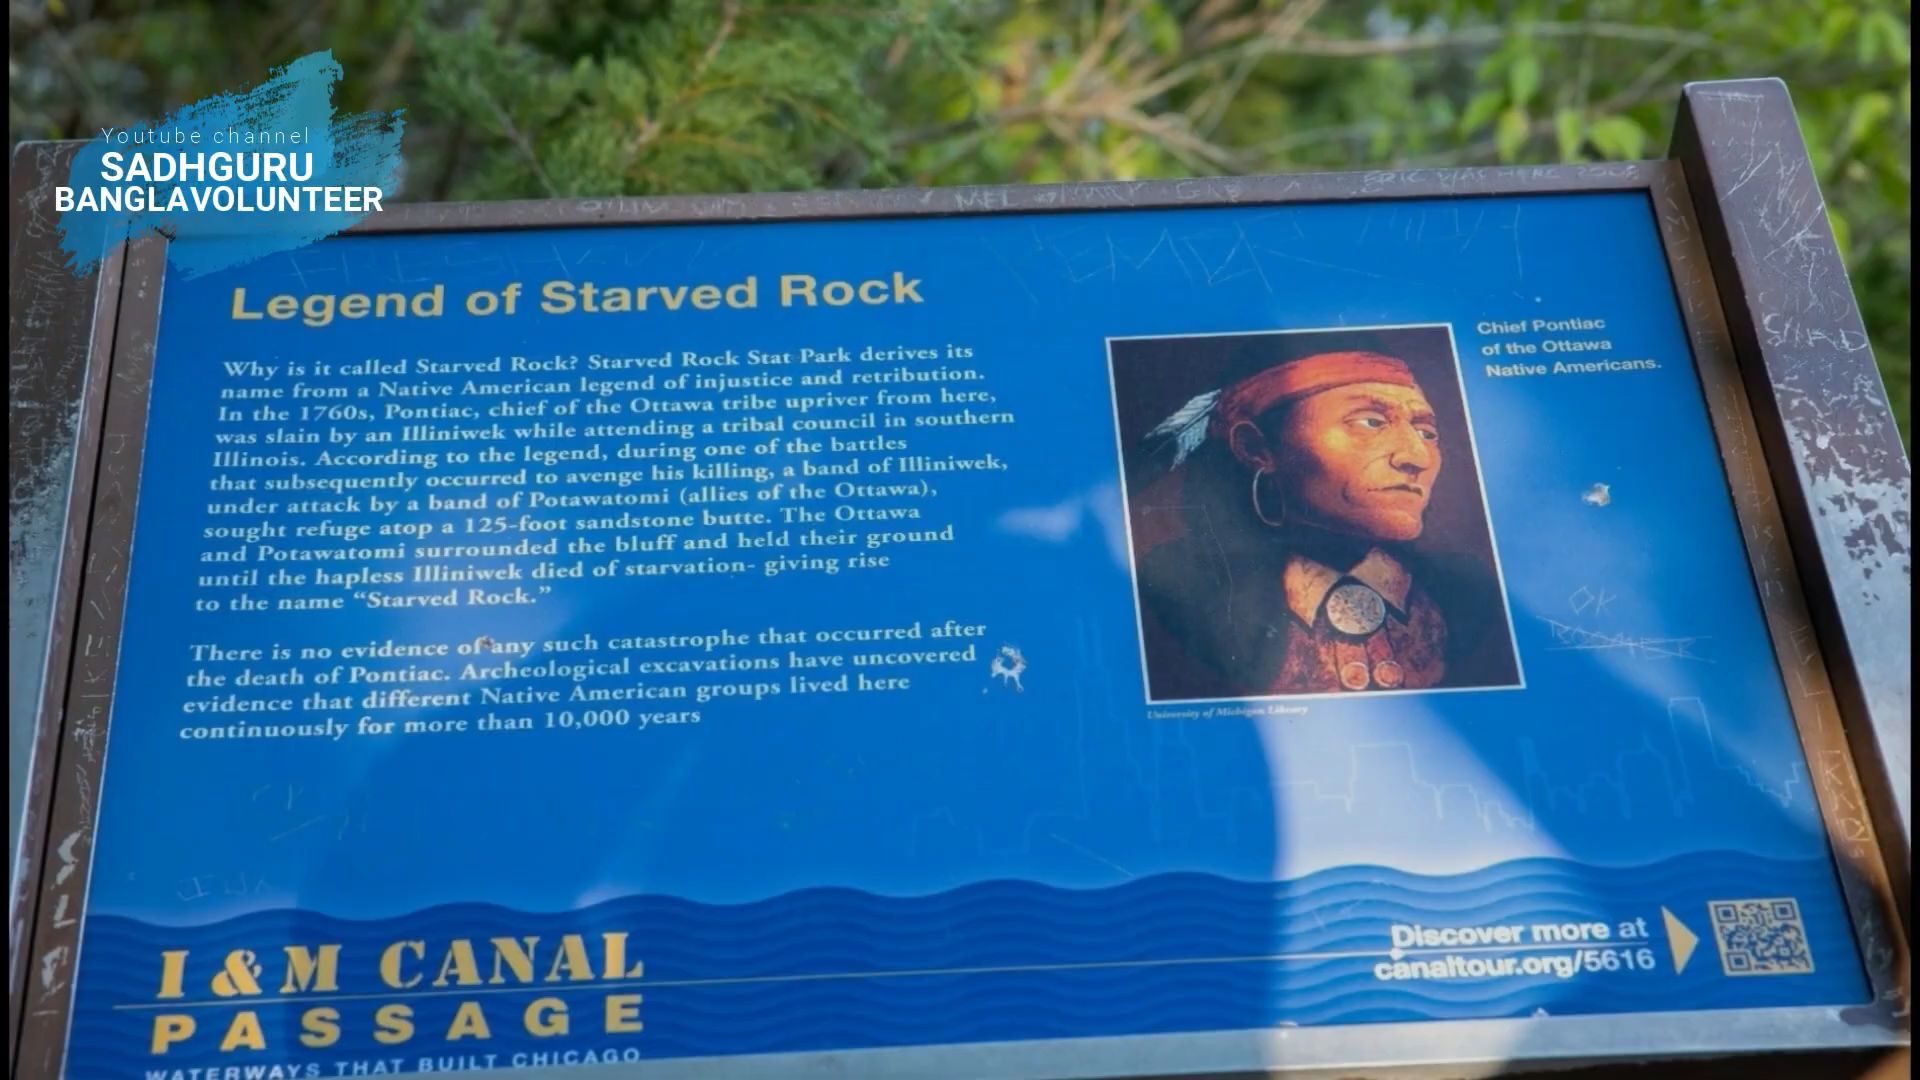 Youtube channel
SADHGURU
BANGLAVOLUNTEER
Legend of Starved Rock
Why is it called Starved Rock? Starved Rock Stat Park derives its
name from a Native American legend of injustice and retribution.
In the 1760s, Pontiac, chief of the Ottawa tribe upriver from here,
was slain by an Illiniwek while attending a tribal council in southern
Illinois. According to the legend, during one of the battles
that subsequently occurred to avenge his killing, a band of Illiniwek,
under attack by a band of Potawatomi (allies of the Ottawa),
sought refuge atop a 125-foot sandstone butte. The Ottawa
and Potawatomi surrounded the bluff and held their ground
until the hapless Illiniwek died of starvation- giving rise
to the name “Starved Rock.”
There is no evidence of any such catastrophe that occurred after
the death of Pontiac. Archeological excavations have uncovered
evidence that different Native American groups lived here
continuously for more than 10,000 years
Chief Pontiac
of the Ottawa
Native Americans.
University of Michigan Library
OK
I & M CANAL
PASSAGE
WATERWAYS THAT BUILT CHICAGO
Discover more at
canaltour.org/5616